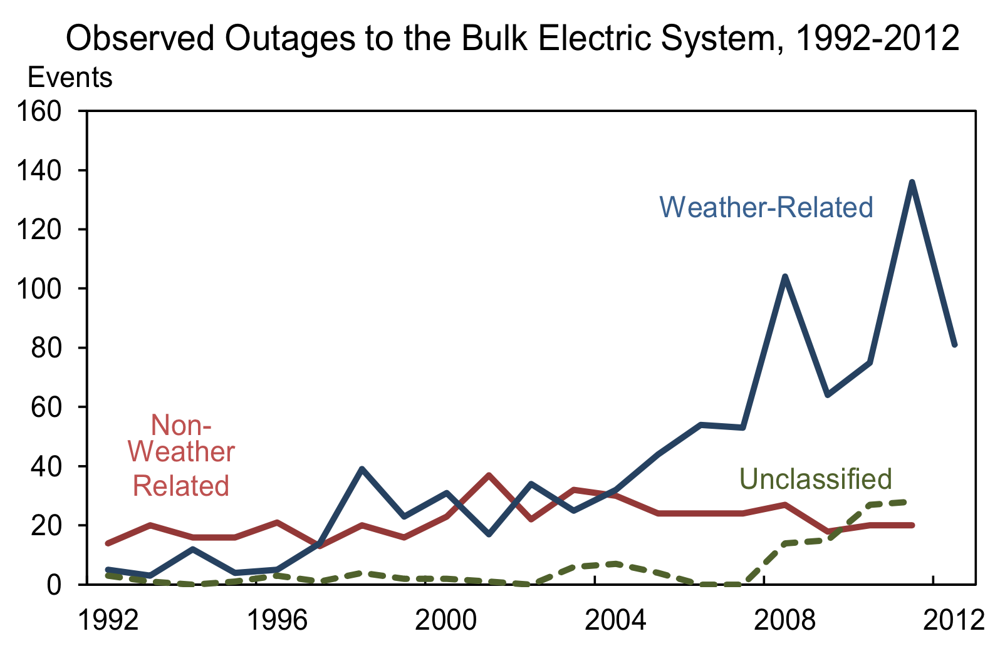 Observed Outages to the Bulk Electric System, 1992-2012
Events
160
140
120
100
80
60
40
20
0
Weather-Related
Non-
Weather
Related
Unclassified
1992 1996 2000 2004 2008 2012